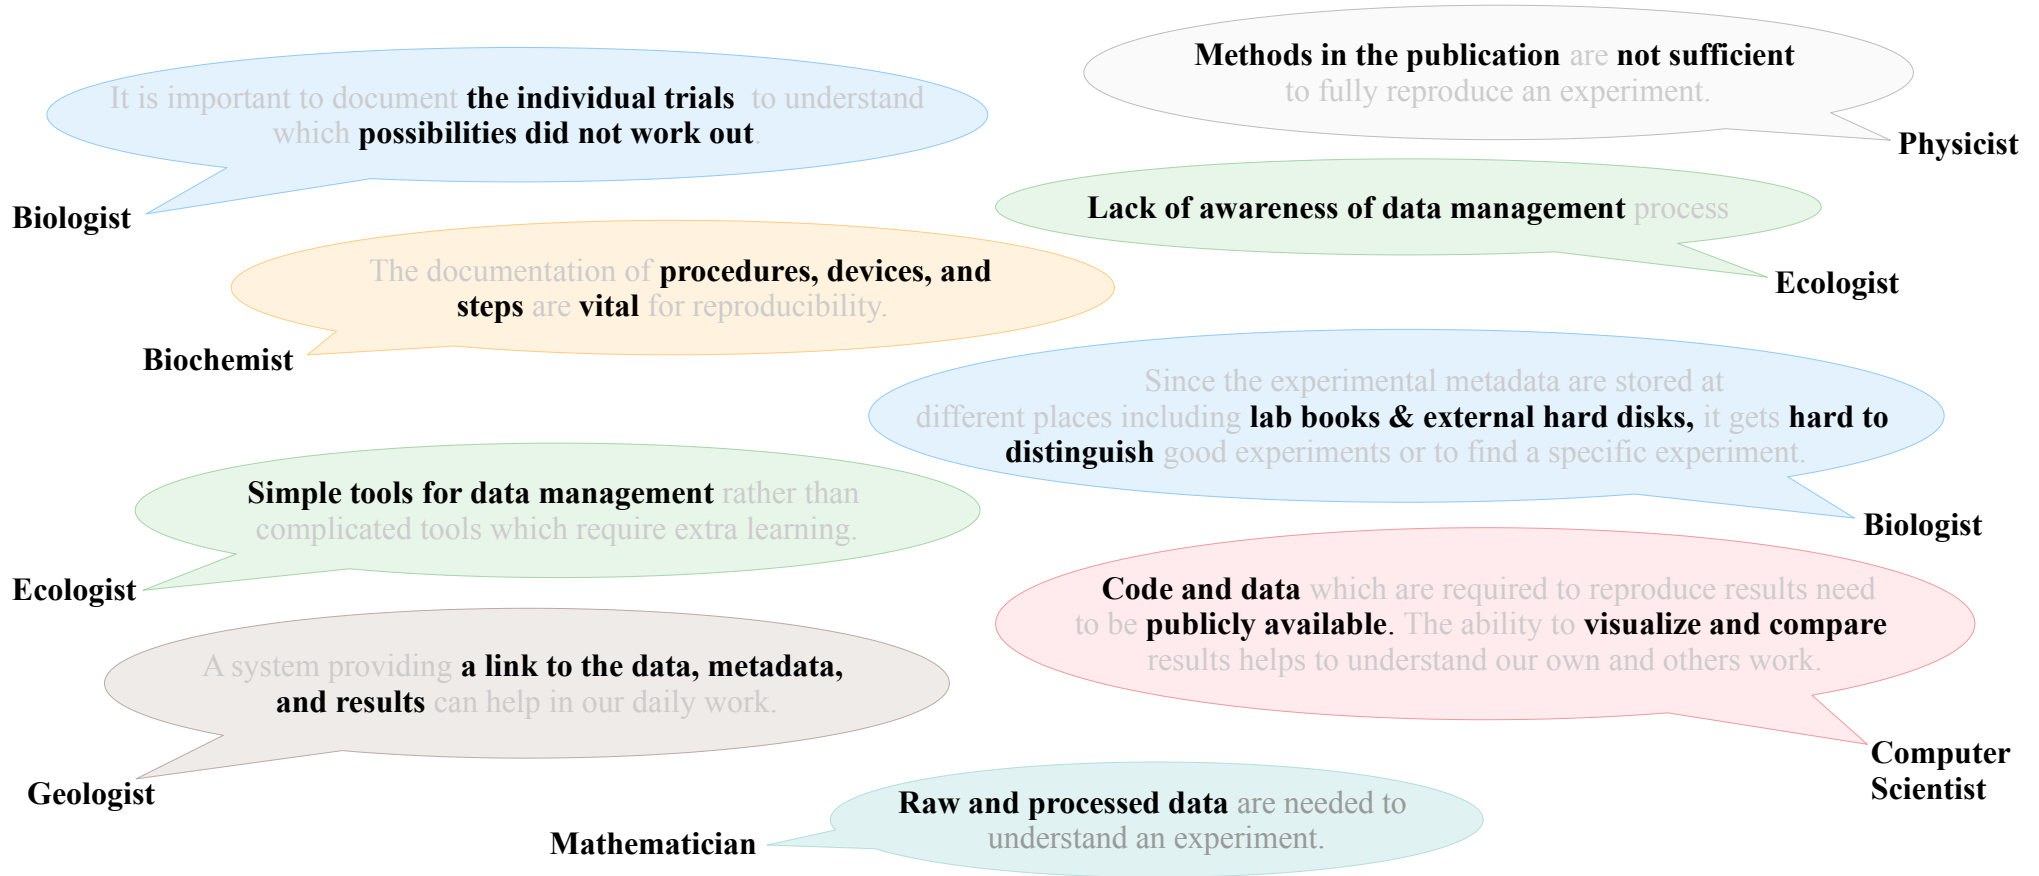 It is important to document the individual trials to understand
which possibilities did not work out.
Biologist
Methods in the publication are not sufficient
to fully reproduce an experiment.
Physicist
Lack of awareness of data management process
Ecologist
The documentation of procedures, devices, and
steps are vital for reproducibility.
Biochemist
Since the experimental metadata are stored at
different places including lab books & external hard disks, it gets hard to
distinguish good experiments or to find a specific experiment.
Biologist
Simple tools for data management rather than
complicated tools which require extra learning.
Ecologist
Code and data which are required to reproduce results need
to be publicly available. The ability to visualize and compare
results helps to understand our own and others work.
Computer
Scientist
A system providing a link to the data, metadata,
and results can help in our daily work.
Geologist
Raw and processed data are needed to
understand an experiment.
Mathematician